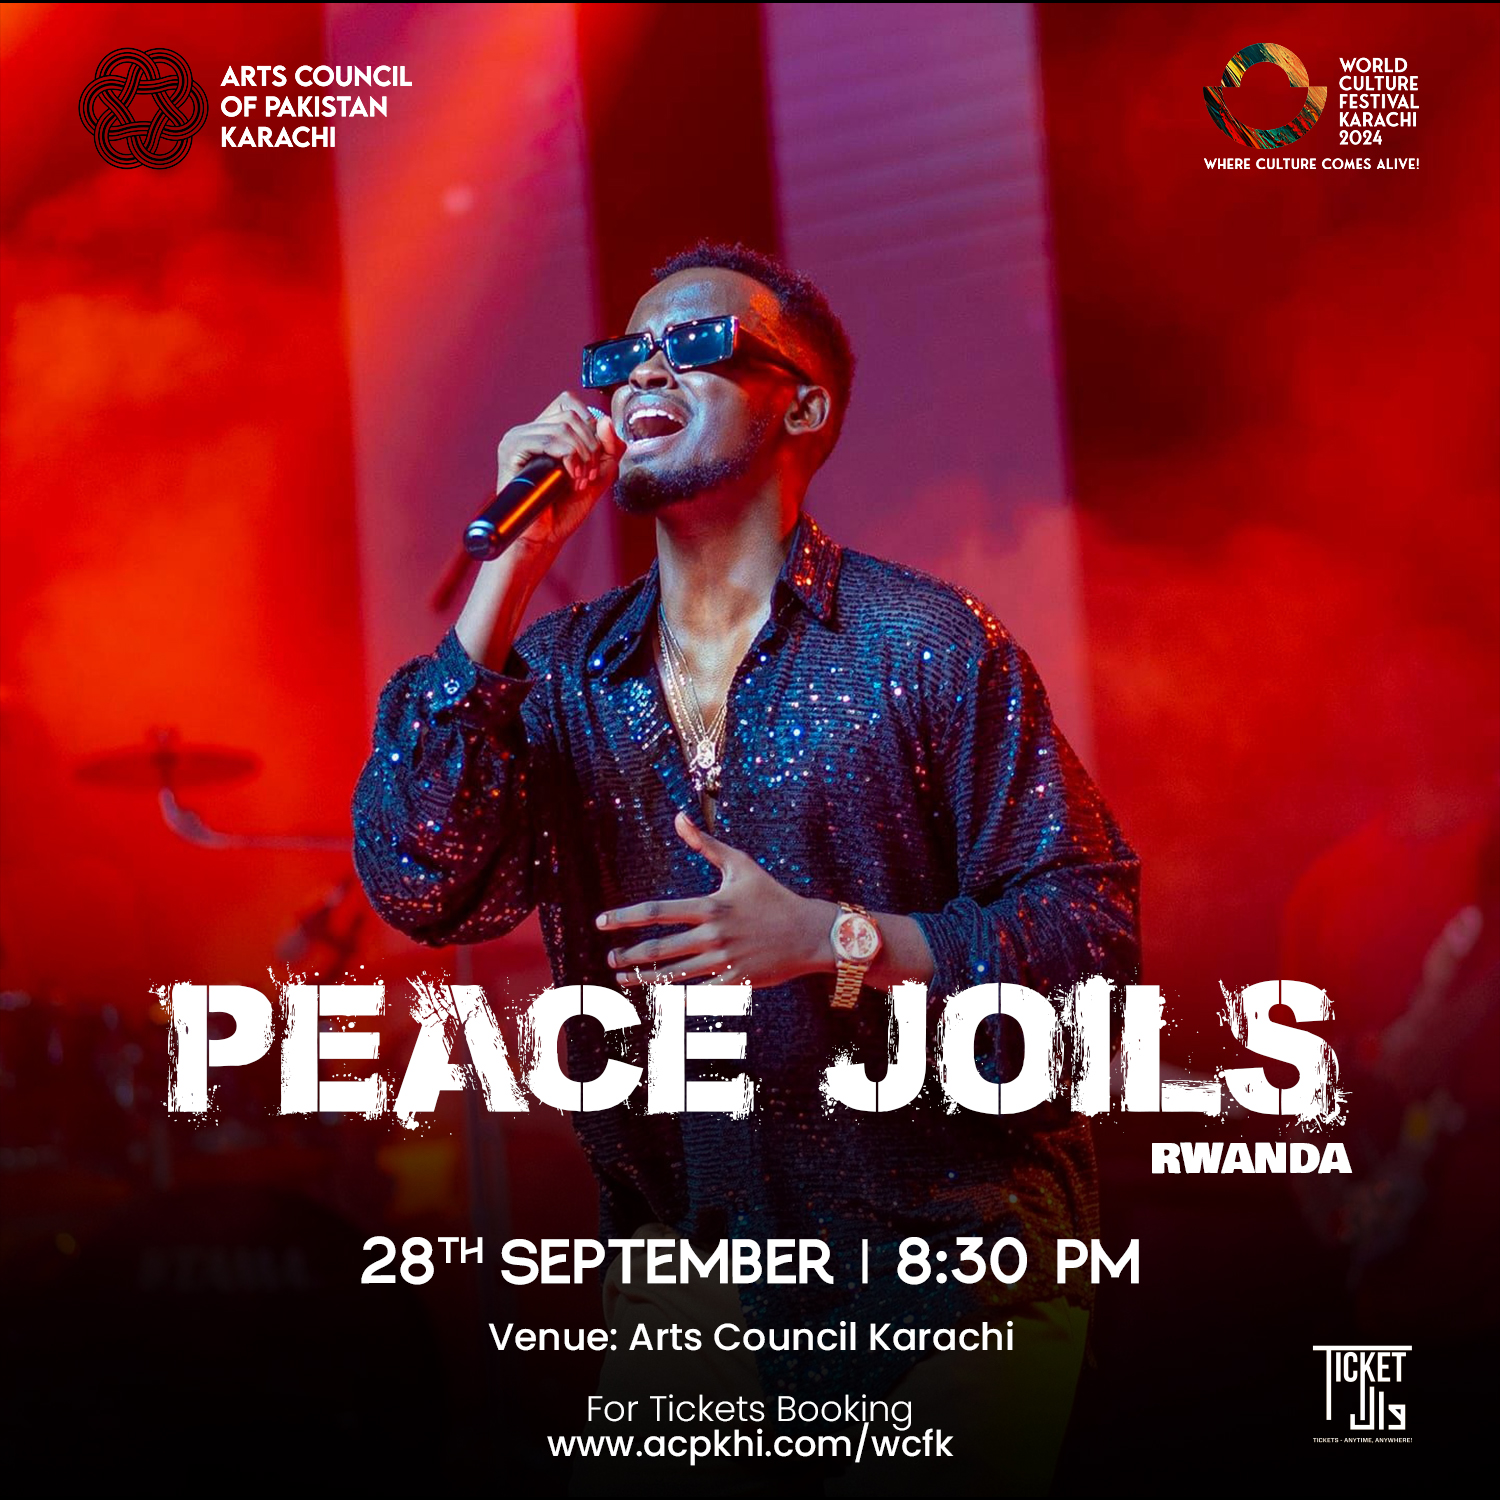 ARTS COUNCIL
OF PAKISTAN
KARACHI
WORLD
CULTURE
FESTIVAL
KARACHI
2024
WHERE CULTURE COMES ALIVE!
PEACE JOILS
RWANDA
28TH SEPTEMBER | 8:30 PM
Venue: Arts Council Karachi
For Tickets Booking
www.acpkhi.com/wcfk
TICKET
والا
TICKETS - ANYTIME, ANYWHERE!